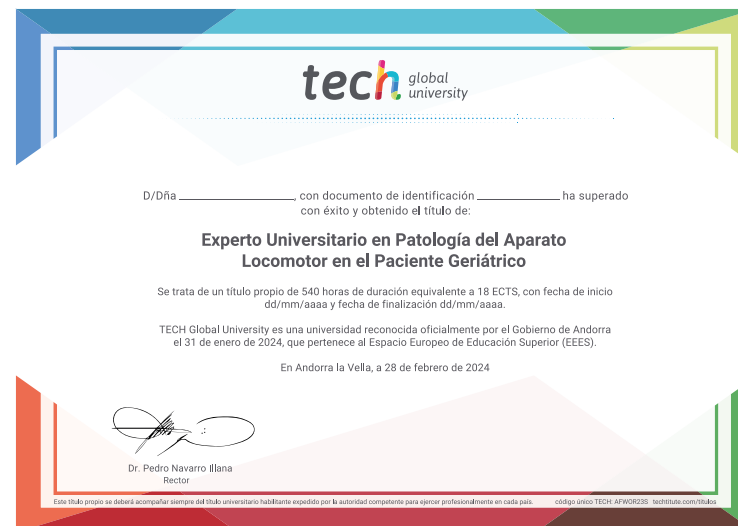 tech global university
D/Dña ____________, con documento de identificación ____________ ha superado
con éxito y obtenido el título de:
Experto Universitario en Patología del Aparato
Locomotor en el Paciente Geriátrico
Se trata de un título propio de 540 horas de duración equivalente a 18 ECTS, con fecha de inicio
dd/mm/aaaa y fecha de finalización dd/mm/aaaa.
TECH Global University es una universidad reconocida oficialmente por el Gobierno de Andorra
el 31 de enero de 2024, que pertenece al Espacio Europeo de Educación Superior (EEES).
En Andorra la Vella, a 28 de febrero de 2024
Dr. Pedro Navarro Illana
Rector
Este título propio se deberá acompañar siempre del título universitario habilitante expedido por la autoridad competente para ejercer profesionalmente en cada país. código único TECH: AFWOR23S techtitute.com/titulos